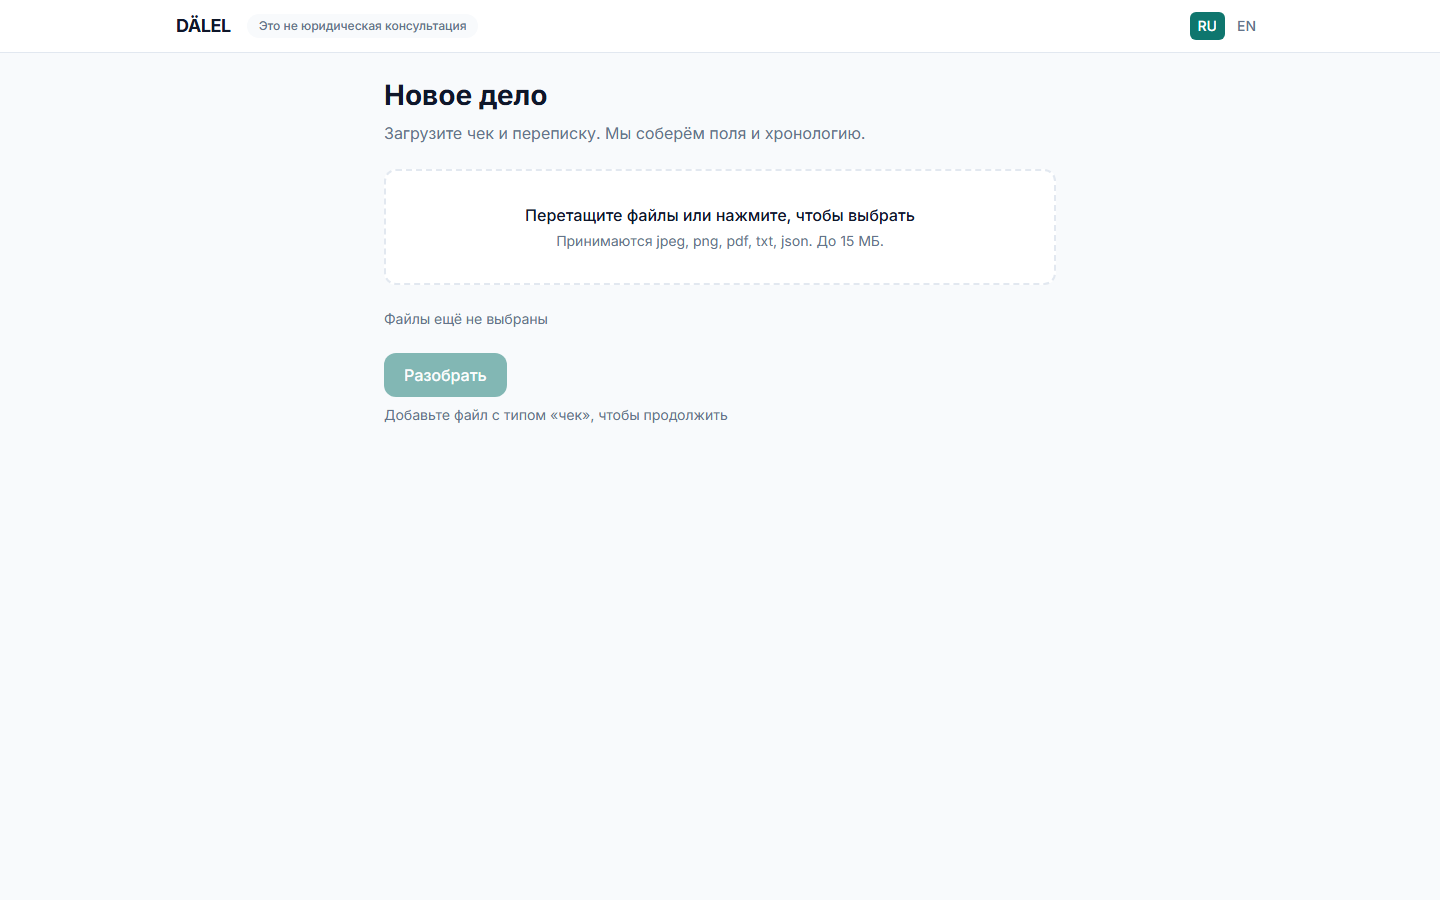 DÄLEL
Это не юридическая консультация
RU
EN
Новое дело
Загрузите чек и переписку. Мы соберём поля и хронологию.
Перетащите файлы или нажмите, чтобы выбрать
Принимаются jpeg, png, pdf, txt, json. До 15 МБ.
Файлы ещё не выбраны
Разобрать
Добавьте файл с типом «чек», чтобы продолжить